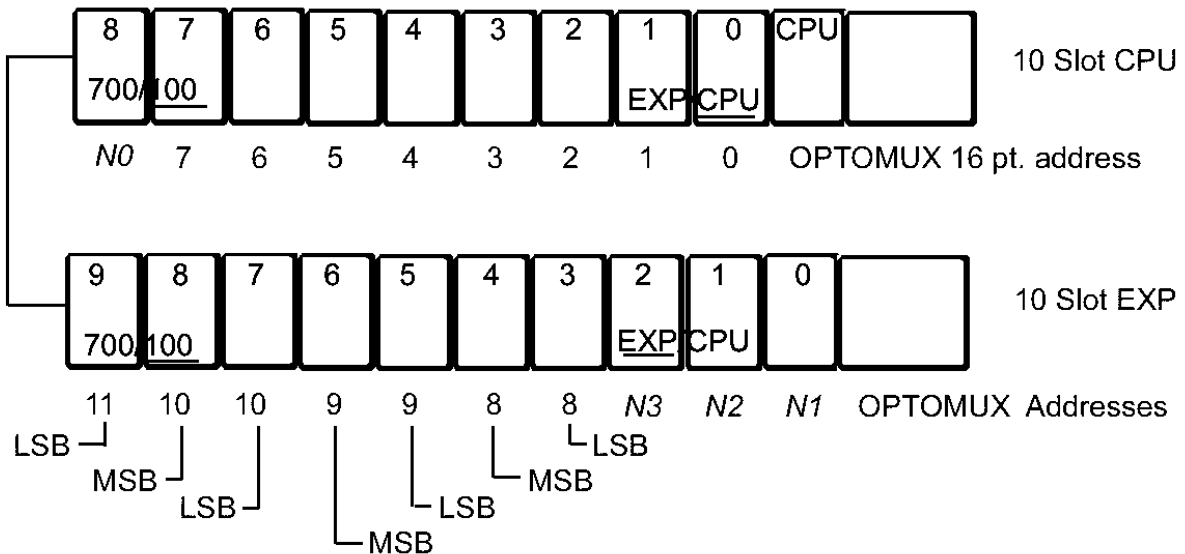 8 7 6 5 4 3 2 1 0 CPU
10 Slot CPU
700/100 EXP/CPU
N0 7 6 5 4 3 2 1 0 OPTOMUX 16 pt. address
9 8 7 6 5 4 3 2 1 0
10 Slot EXP
700/100 EXP/CPU
11 10 10 9 9 8 8 N3 N2 N1 OPTOMUX Addresses
LSB LSB
MSB MSB
LSB LSB
MSB